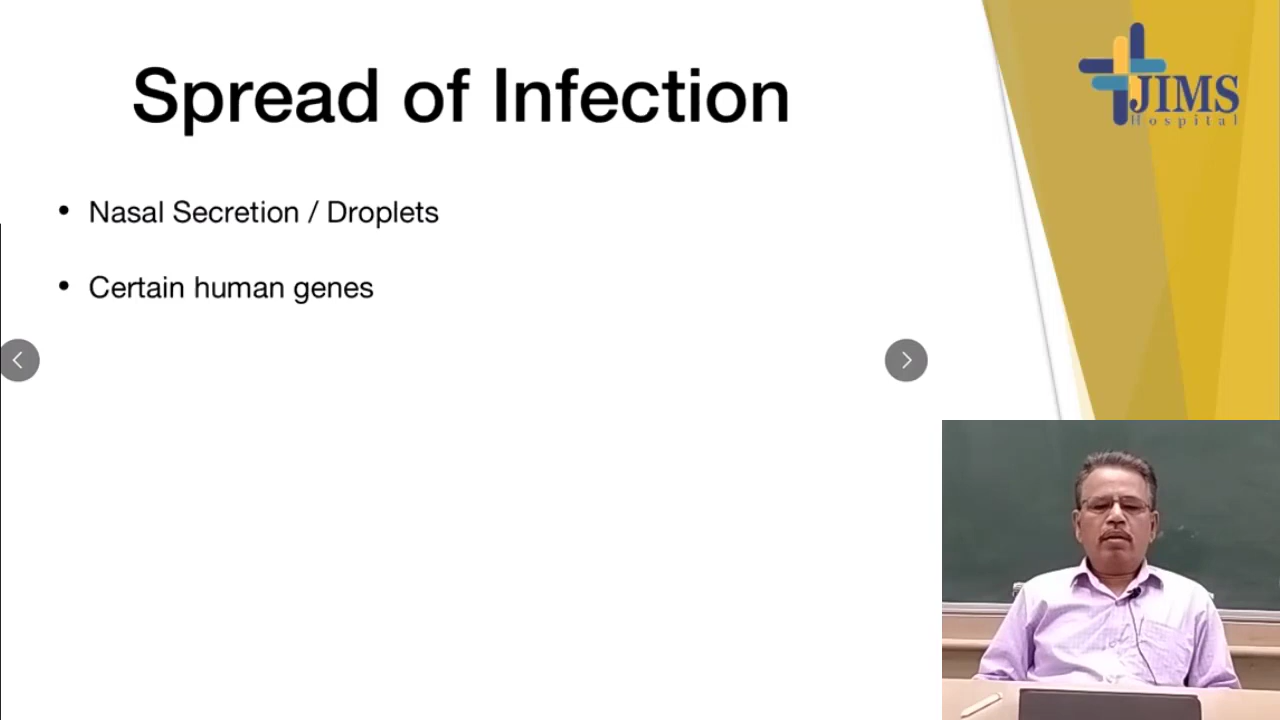 Spread of Infection
JIMS
Hospital
• Nasal Secretion / Droplets
• Certain human genes